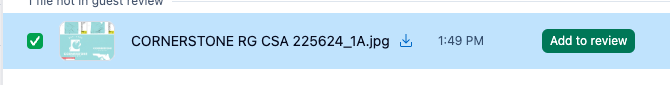 1 file not in guest review
CORNERSTONE RG CSA 225624_1A.jpg 1:49 PM Add to review